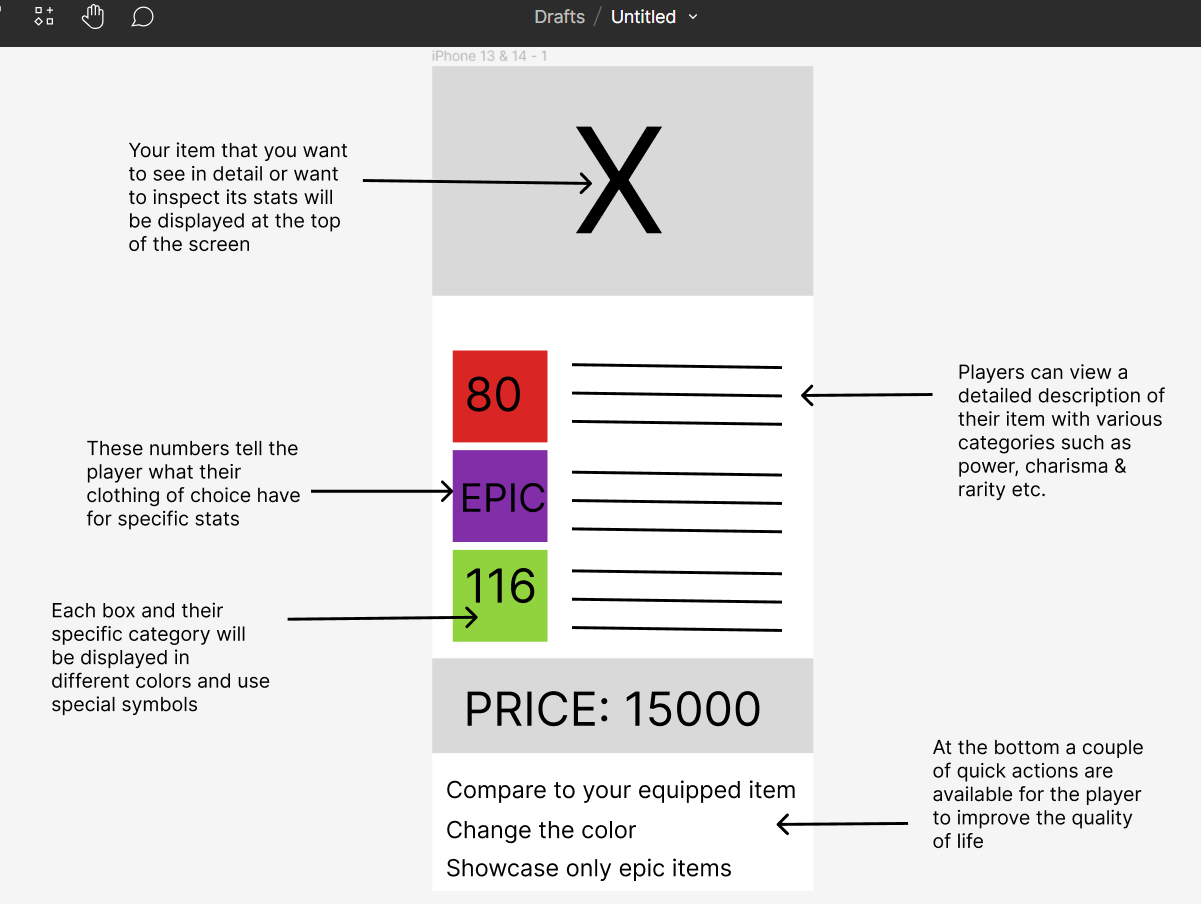 Drafts / Untitled
iPhone 13 & 14 - 1
X
Your item that you want
to see in detail or want
to inspect its stats will
be displayed at the top
of the screen
80
Players can view a
detailed description of
their item with various
categories such as
power, charisma &
rarity etc.
These numbers tell the
player what their
clothing of choice have
for specific stats
EPIC
116
Each box and their
specific category will
be displayed in
different colors and use
special symbols
PRICE: 15000
Compare to your equipped item
Change the color
Showcase only epic items
At the bottom a couple
of quick actions are
available for the player
to improve the quality
of life